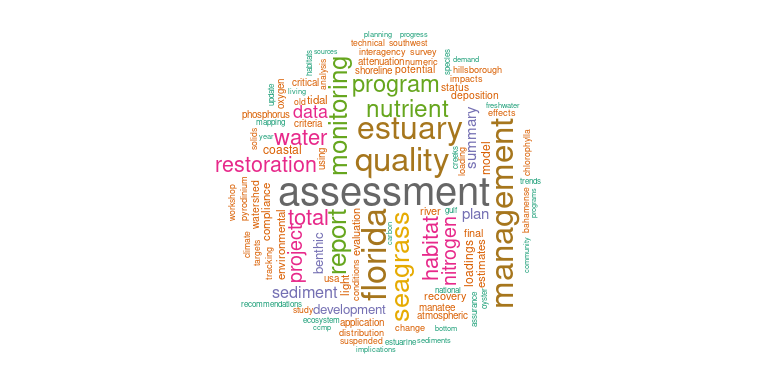 planning
progress
technical
southwest
interagency
survey
attenuation
numeric
shoreline
potential
habitats
sources
species
demand
hillsborough
impacts
critical
analysis
monitoring
program
status
deposition
update
living
oxygen
old
tidal
nutrient
freshwater
effects
phosphorus
data
mapping
criteria
estuary
summary
solids
year
water
coastal
using
quality
creeks
loading
model
management
chlorophylla
restoration
assessment
trends
workshop
pyrodinium
watershed
compliance
total
report
evaluation
florida
carbon
seagrass
river
gulf
plan
programs
bahamense
habitat
nitrogen
final
loadings
estimates
climate
targets
tracking
environmental
project
benthic
usa
light
conditions
community
national
recovery
sediment
manatee
atmospheric
assurance
oyster
recommendations
study
development
ecosystem
application
change
bottom
ccmp
distribution
suspended
estuarine
sediments
implications